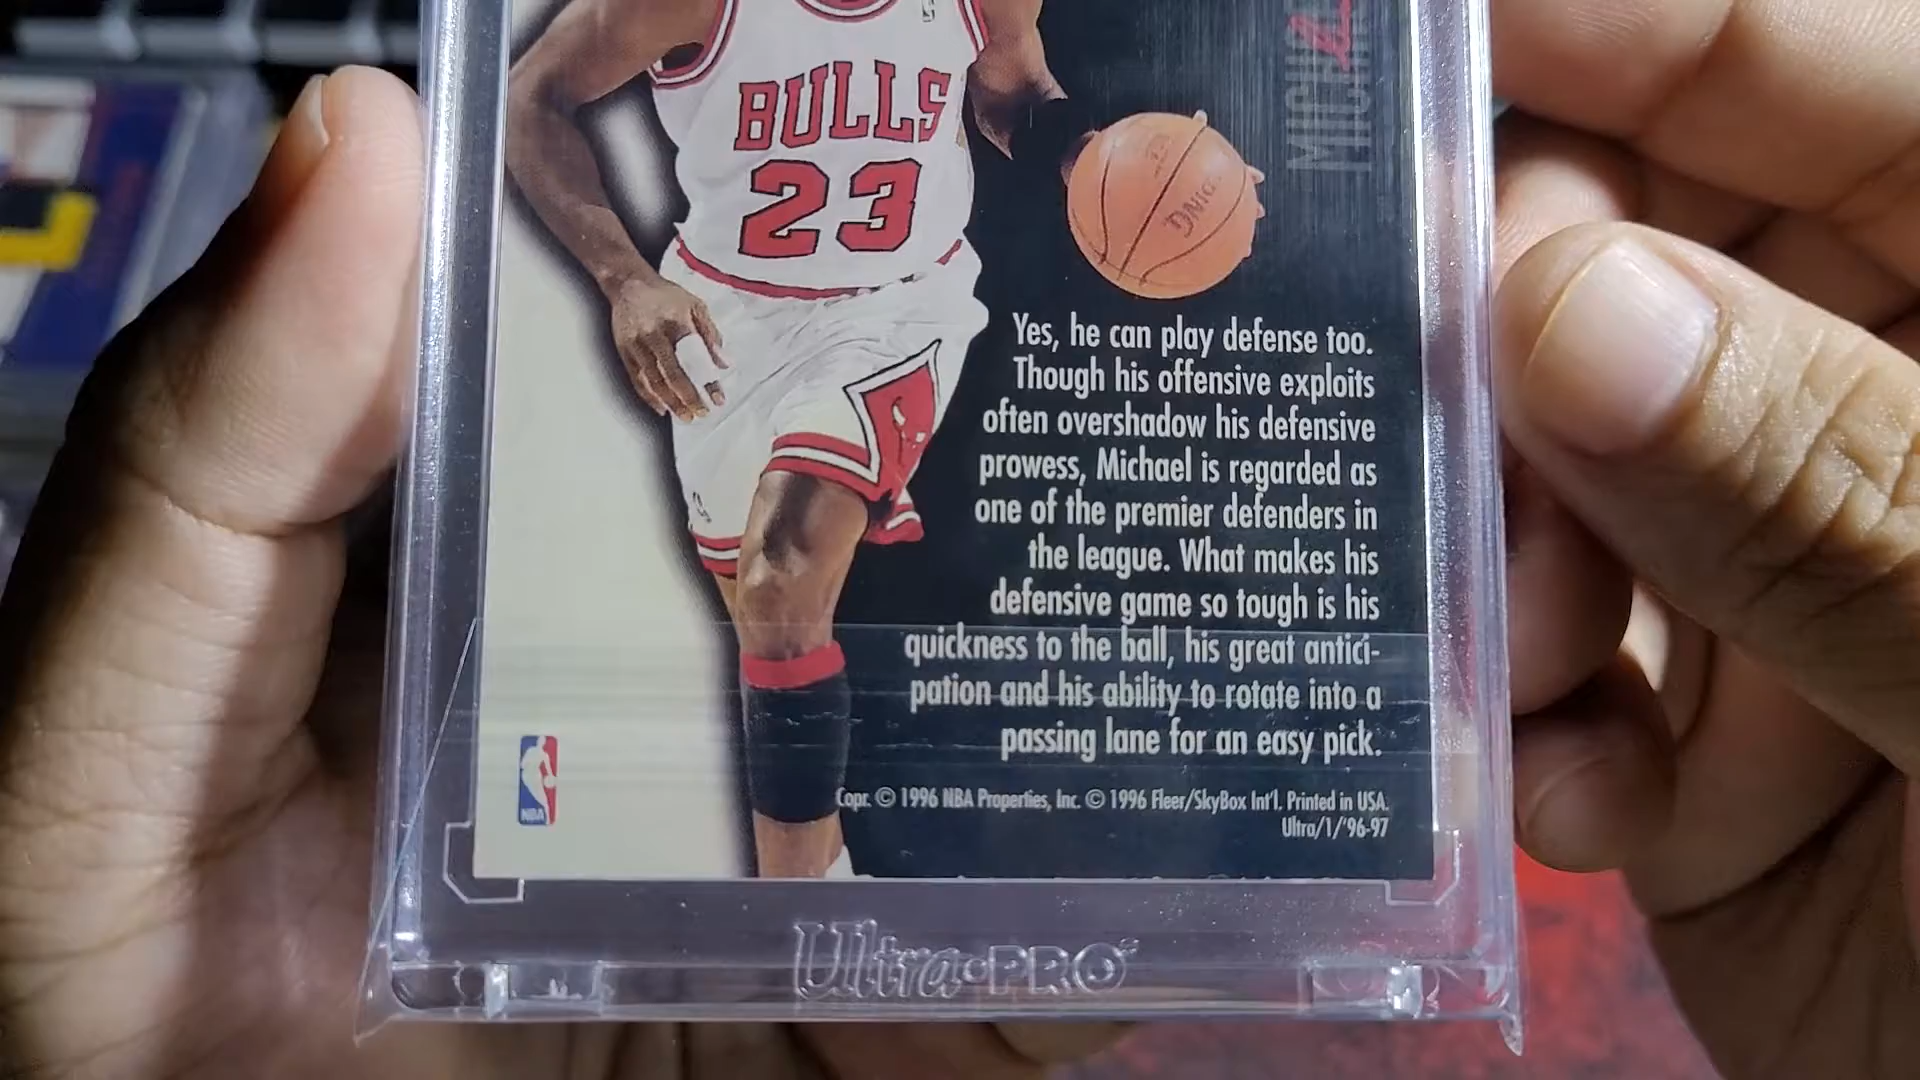 BULLS
23
Yes, he can play defense too.
Though his offensive exploits
often overshadow his defensive
prowess, Michael is regarded as
one of the premier defenders in
the league. What makes his
defensive game so tough is his
quickness to the ball, his great antici-
pation and his ability to rotate into a
passing lane for an easy pick.
NBA
Copr. © 1996 NBA Properties, Inc. © 1996 Fleer/SkyBox Int'l. Printed in USA.
Ultra/1/'96-97
Ultra•PRO